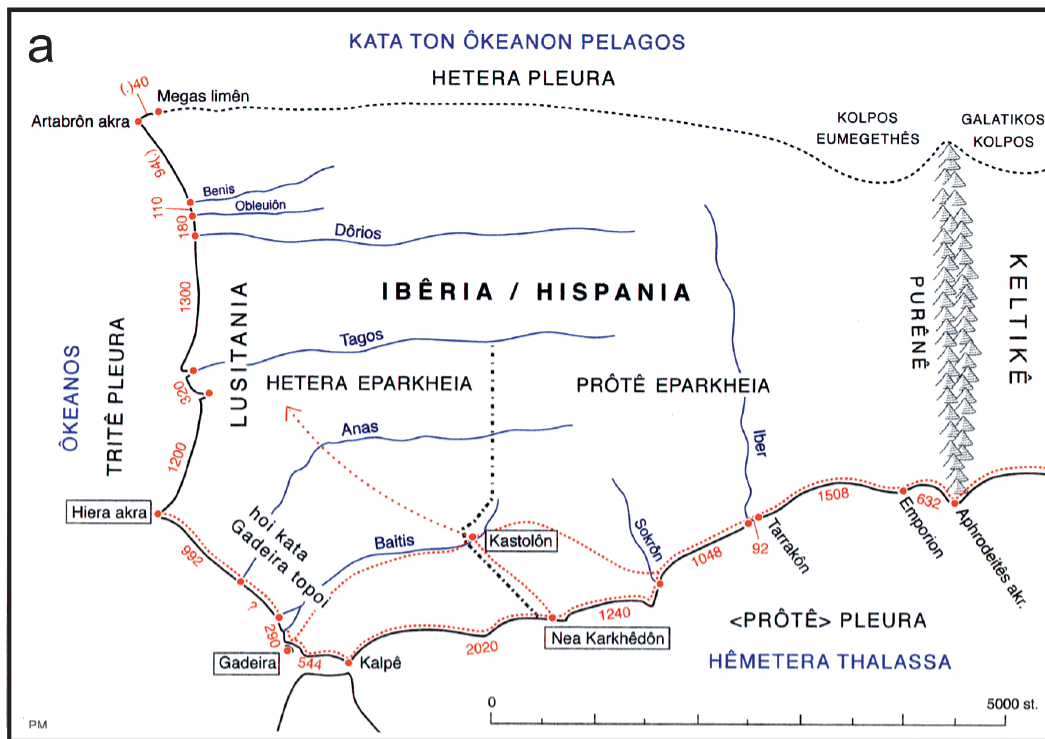 a
KATA TON ÔKEANON PELAGOS
HETERA PLEURA
(.)40
Megas limên
Artabrôn akra
KOLPOS
EUMEGETHÊS
GALATIKOS
KOLPOS
94(.)
Benis
110
Obleuiôn
180
Dôrios
1300
LUSITANIA
IBÊRIA / HISPANIA
PURÊNÊ
KELTIKÊ
ÔKEANOS
TRITÊ PLEURA
Tagos
320
HETERA EPARKHEIA
PRÔTÊ EPARKHEIA
Anas
Iber
1200
Hiera akra
hoi kata
Gadeira topoi
992
?
290
Baitis
Kastolôn
Sokrôn
1048
92
Tarrakôn
1508
Emporion
632
Aphrodeitês akr.
1240
Nea Karkhêdôn
2020
Gadeira
544
Kalpê
<PRÔTÊ> PLEURA
HÊMETERA THALASSA
0
5000 st.
PM